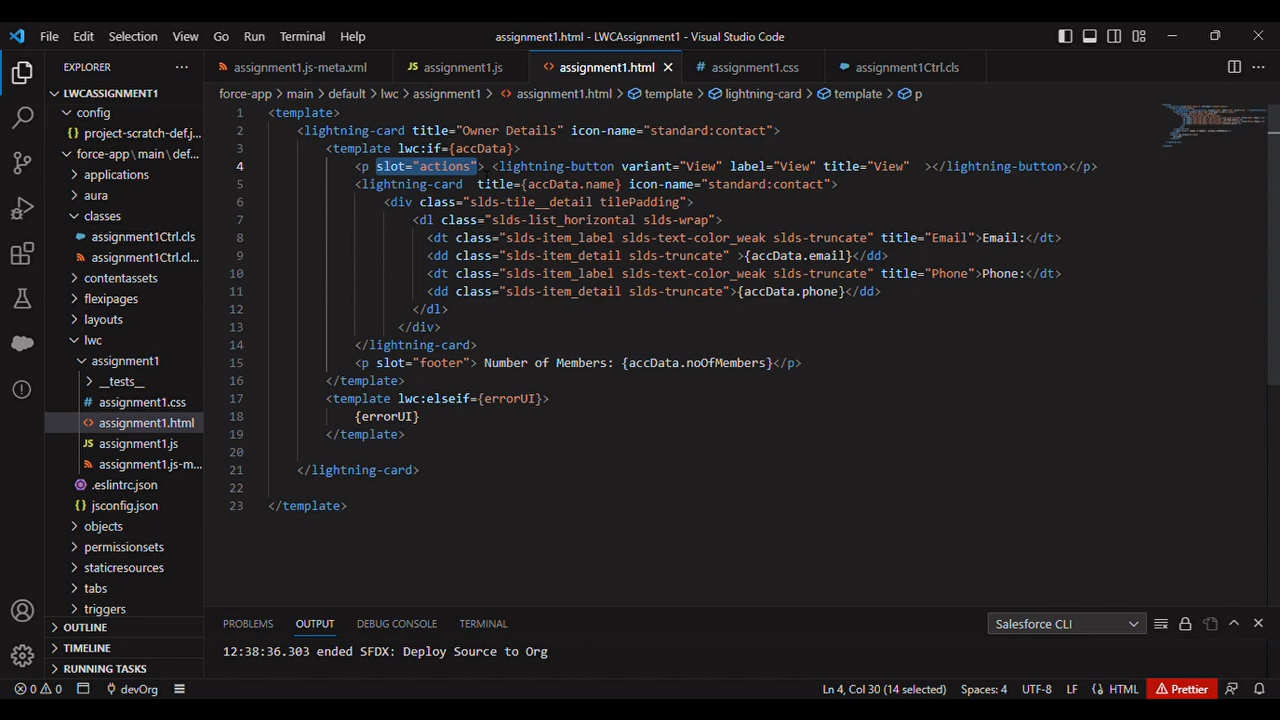 File Edit Selection View Go Run Terminal Help
assignment1.html - LWCAssignment1 - Visual Studio Code
EXPLORER
LWCASSIGNMENT1
config
{} project-scratch-def.j...
force-app\main\def...
applications
aura
classes
assignment1Ctrl.cls
assignment1Ctrl.cl...
contentassets
flexipages
layouts
lwc
assignment1
__tests__
# assignment1.css
<> assignment1.html
JS assignment1.js
assignment1.js-m...
.eslintrc.json
{} jsconfig.json
objects
permissionsets
staticresources
tabs
triggers
OUTLINE
TIMELINE
RUNNING TASKS
assignment1.js-meta.xml
JS assignment1.js
<> assignment1.html
# assignment1.css
assignment1Ctrl.cls
force-app > main > default > lwc > assignment1 > <> assignment1.html > template > lightning-card > template > p
1 <template>
2 <lightning-card title="Owner Details" icon-name="standard:contact">
3 <template lwc:if={accData}>
4 <p slot="actions"> <lightning-button variant="View" label="View" title="View" ></lightning-button></p>
5 <lightning-card title={accData.name} icon-name="standard:contact">
6 <div class="slds-tile__detail tilePadding">
7 <dl class="slds-list_horizontal slds-wrap">
8 <dt class="slds-item_label slds-text-color_weak slds-truncate" title="Email">Email:</dt>
9 <dd class="slds-item_detail slds-truncate" >{accData.email}</dd>
10 <dt class="slds-item_label slds-text-color_weak slds-truncate" title="Phone">Phone:</dt>
11 <dd class="slds-item_detail slds-truncate">{accData.phone}</dd>
12 </dl>
13 </div>
14 </lightning-card>
15 <p slot="footer"> Number of Members: {accData.noOfMembers}</p>
16 </template>
17 <template lwc:elseif={errorUI}>
18 {errorUI}
19 </template>
20
21 </lightning-card>
22
23 </template>
PROBLEMS OUTPUT DEBUG CONSOLE TERMINAL
Salesforce CLI
12:38:36.303 ended SFDX: Deploy Source to Org
0 0 devOrg
Ln 4, Col 30 (14 selected) Spaces: 4 UTF-8 LF {} HTML Prettier